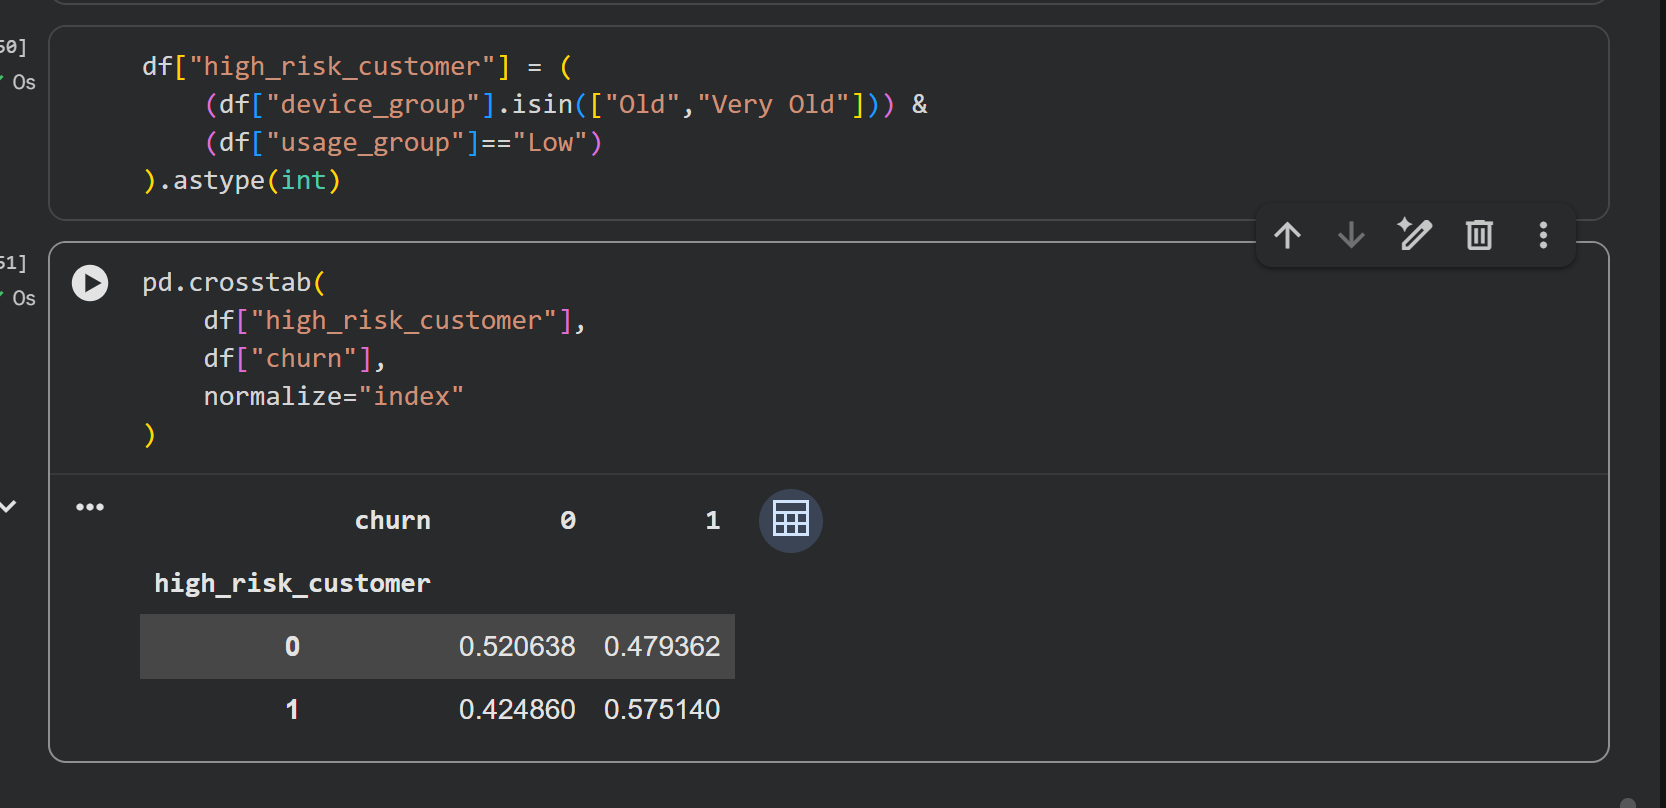 50]
0s
df["high_risk_customer"] = (
    (df["device_group"].isin(["Old","Very Old"])) &
    (df["usage_group"]=="Low")
).astype(int)
51]
0s
pd.crosstab(
    df["high_risk_customer"],
    df["churn"],
    normalize="index"
)
churn 0 1
high_risk_customer
0 0.520638 0.479362
1 0.424860 0.575140